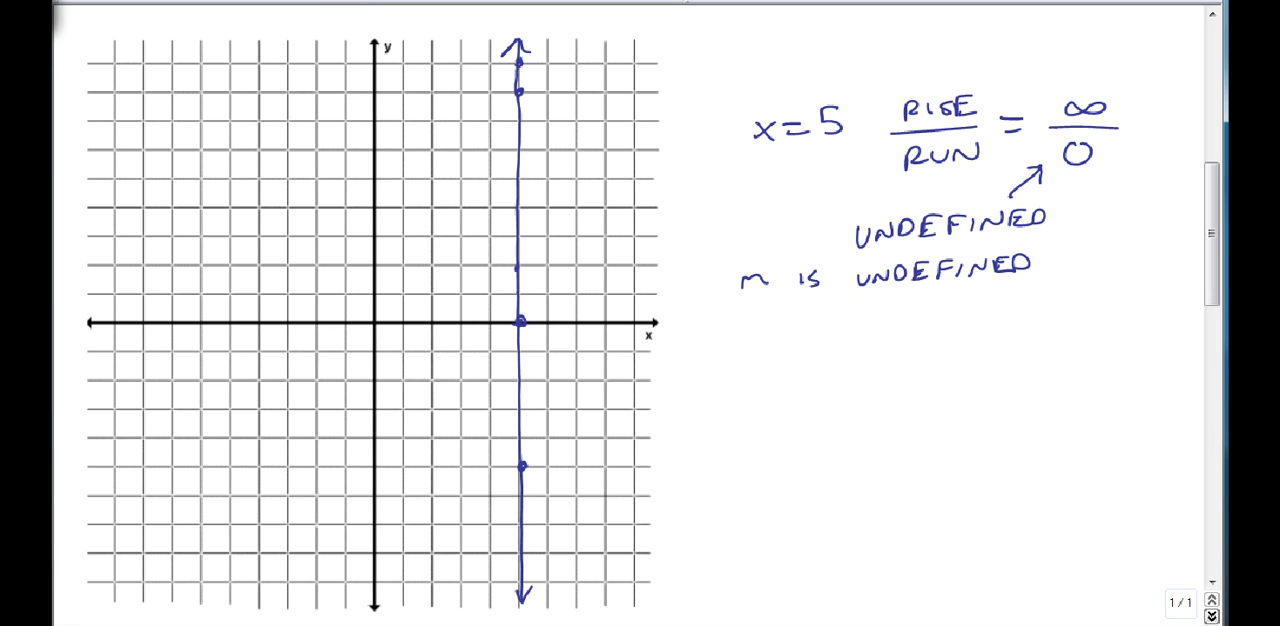 y
x
x=5 RISE/RUN = ∞/0
UNDEFINED
m is UNDEFINED
1 / 1